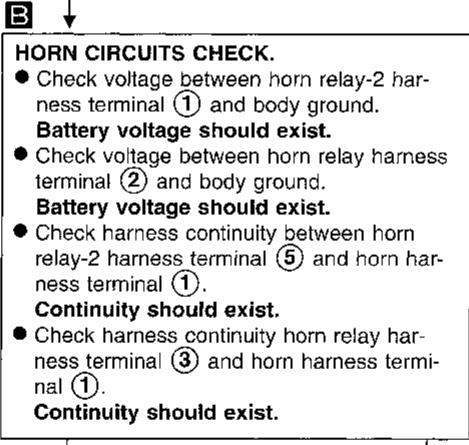 B
HORN CIRCUITS CHECK.
● Check voltage between horn relay-2 har-
ness terminal ① and body ground.
Battery voltage should exist.
● Check voltage between horn relay harness
terminal ② and body ground.
Battery voltage should exist.
● Check harness continuity between horn
relay-2 harness terminal ⑤ and horn har-
ness terminal ①.
Continuity should exist.
● Check harness continuity horn relay har-
ness terminal ③ and horn harness termi-
nal ①.
Continuity should exist.